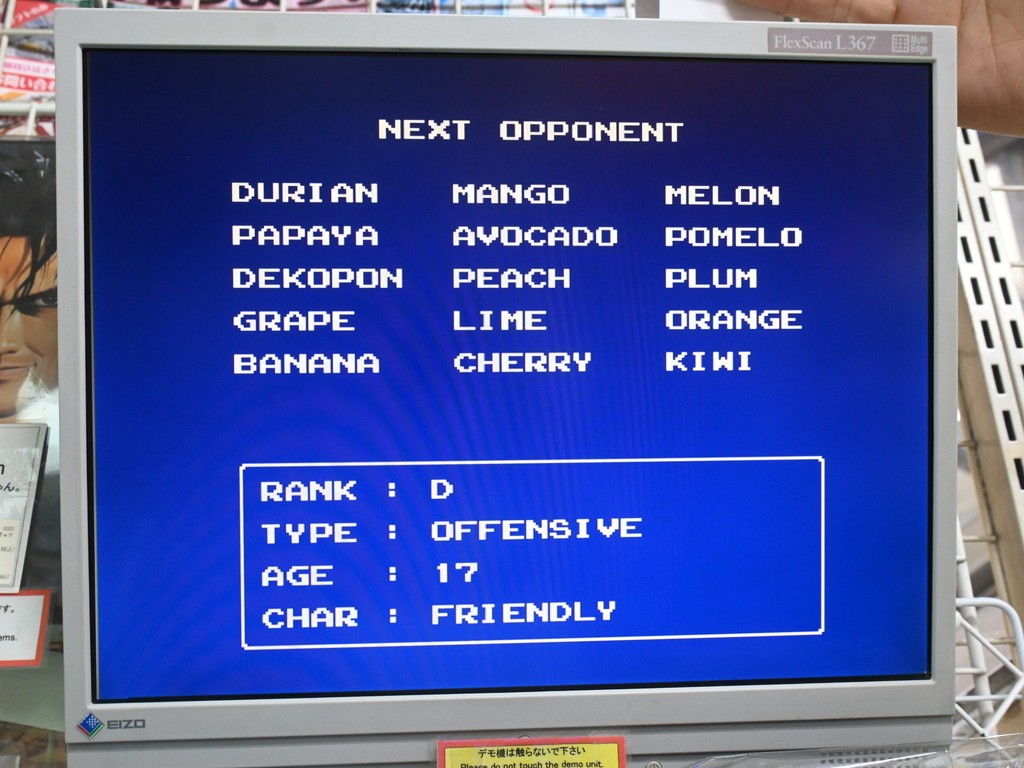 FlexScan L367
Multi Edge
NEXT OPPONENT
DURIAN MANGO MELON
PAPAYA AVOCADO POMELO
DEKOPON PEACH PLUM
GRAPE LIME ORANGE
BANANA CHERRY KIWI
RANK : D
TYPE : OFFENSIVE
AGE : 17
CHAR : FRIENDLY
EIZO
デモ機は触らないで下さい
Please do not touch the demo unit.